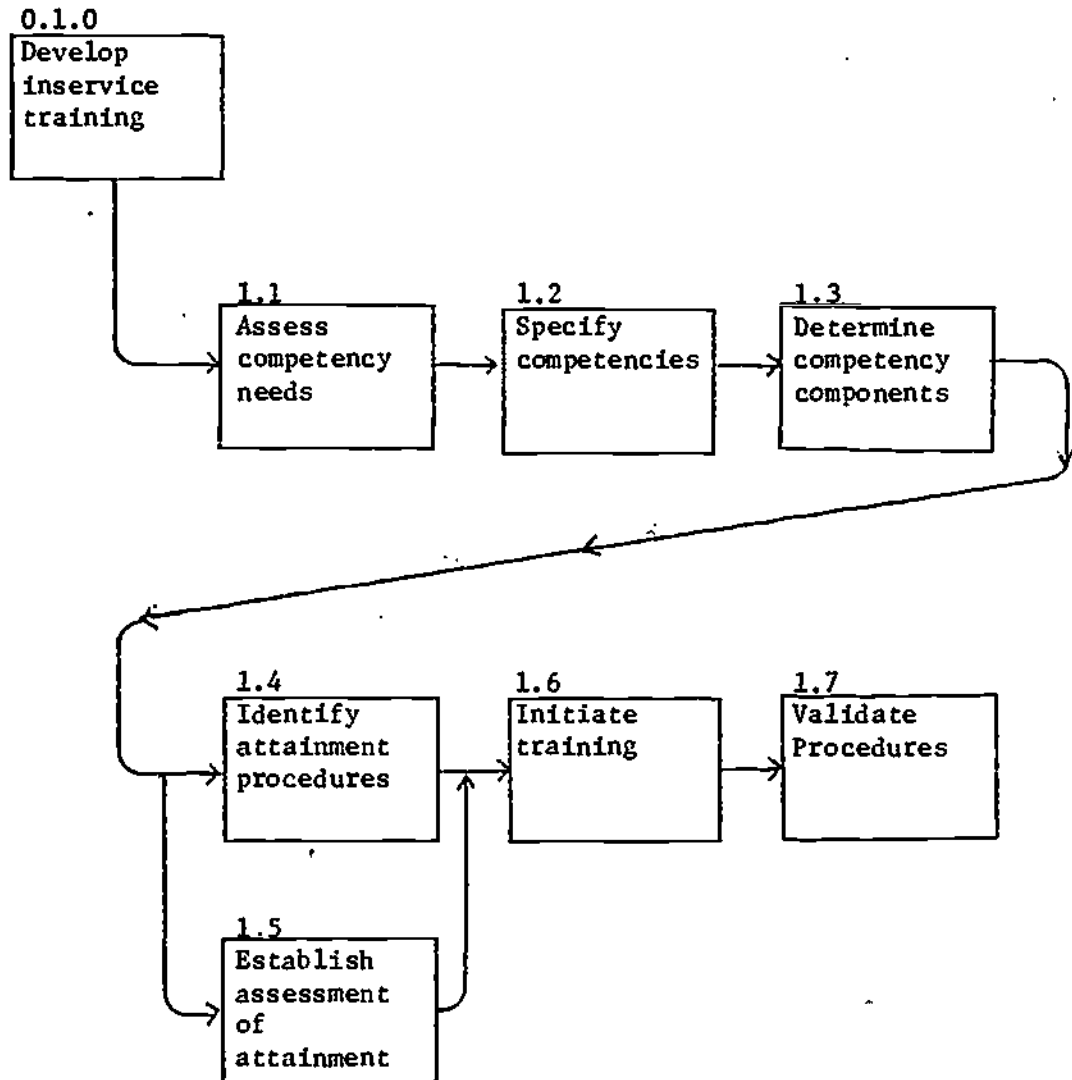 0.1.0
Develop
inservice
training
1.1
Assess
competency
needs
1.2
Specify
competencies
1.3
Determine
competency
components
1.4
Identify
attainment
procedures
1.6
Initiate
training
1.7
Validate
Procedures
1.5
Establish
assessment
of
attainment